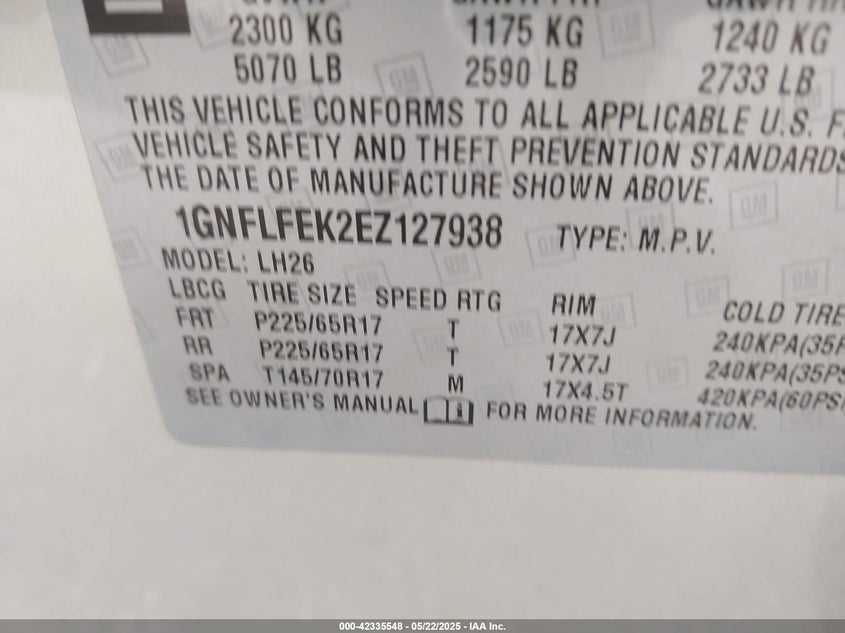 2300 KG 1175 KG 1240 KG
5070 LB 2590 LB 2733 LB
THIS VEHICLE CONFORMS TO ALL APPLICABLE U.S.
VEHICLE SAFETY AND THEFT PREVENTION STANDARDS
THE DATE OF MANUFACTURE SHOWN ABOVE.
1GNFLFEK2EZ127938 TYPE: M.P.V.
MODEL: LH26
LBCG TIRE SIZE SPEED RTG RIM COLD TIRE
FRT P225/65R17 T 17X7J 240KPA(35P
RR P225/65R17 T 17X7J 240KPA(35PS
SPA T145/70R17 M 17X4.5T 420KPA(60PSI
SEE OWNER'S MANUAL FOR MORE INFORMATION.
000-42335548 - 05/22/2025 - IAA Inc.